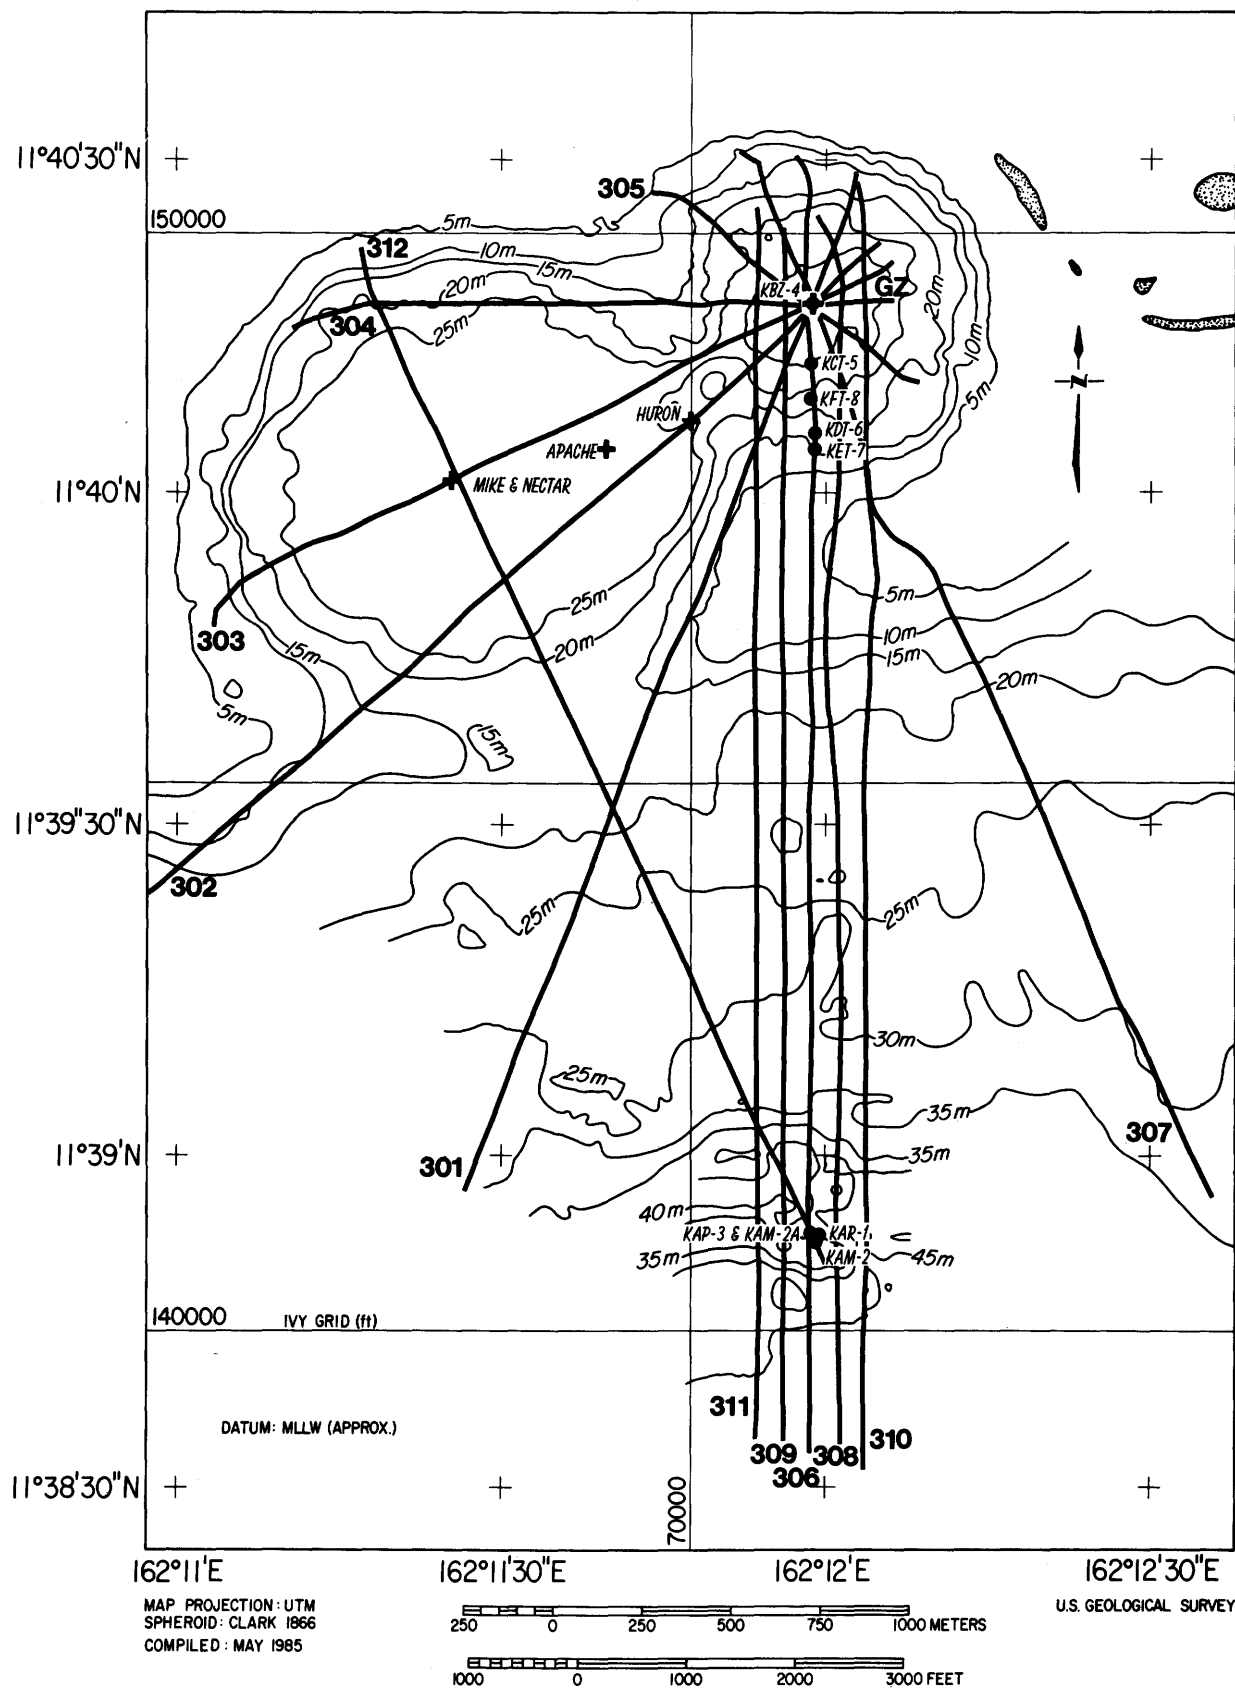 11°40'30"N
305
150000
5m
312
10m
15m
20m
KBZ-4
GZ
304
25m
20m
10m
KCT-5
N
5m
KFT-8
HURON
KDT-6
APACHE
KET-7
11°40'N
MIKE & NECTAR
25m
5m
303
20m
10m
15m
15m
20m
5m
15m
11°39"30"N
302
25m
25m
30m
25m
35m
307
11°39'N
301
35m
40m
KAP-3 & KAM-2A
KAR-1
35m
KAM-2
45m
140000
IVY GRID (ft)
311
DATUM: MLLW (APPROX.)
310
309
308
306
11°38'30"N
70000
162°11'E
162°11'30"E
162°12'E
162°12'30"E
MAP PROJECTION: UTM
SPHEROID: CLARK 1866
COMPILED: MAY 1985
U.S. GEOLOGICAL SURVEY
250 0 250 500 750 1000 METERS
1000 0 1000 2000 3000 FEET